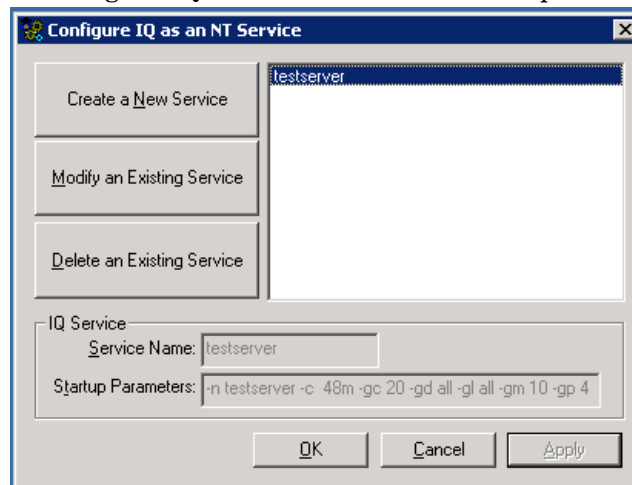 Configure IQ as an NT Service
Create a New Service
testserver
Modify an Existing Service
Delete an Existing Service
IQ Service
Service Name: testserver
Startup Parameters: -n testserver -c 48m -gc 20 -gd all -gl all -gm 10 -gp 4
OK Cancel Apply